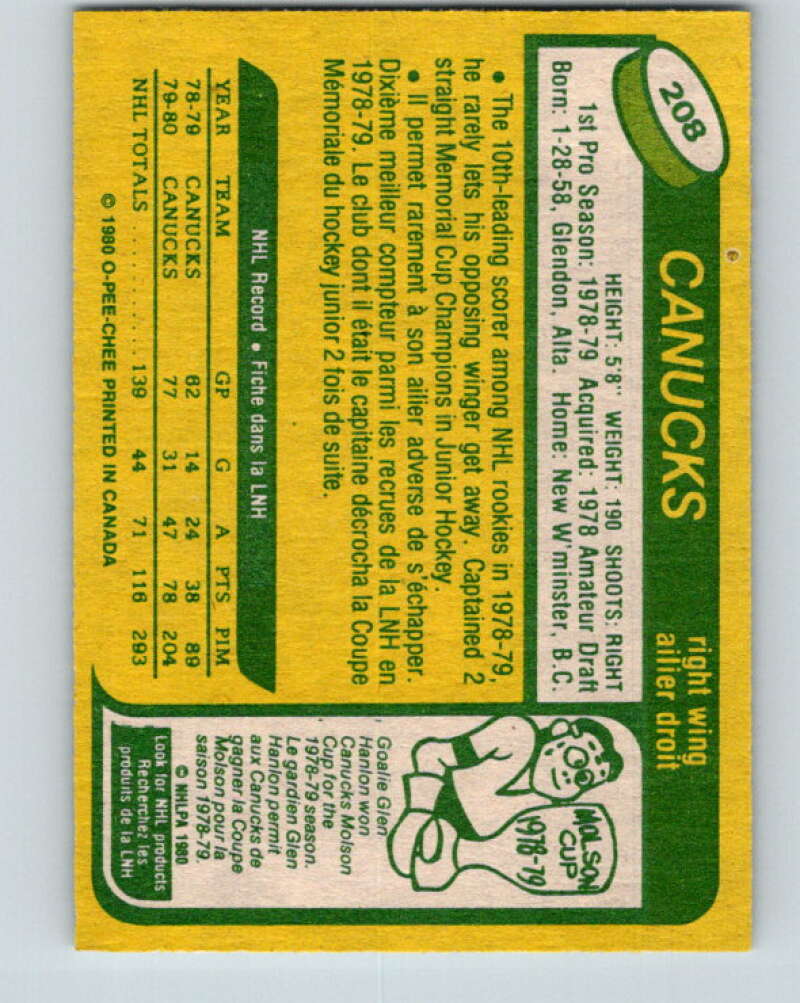 208
CANUCKS
right wing
ailier droit
HEIGHT: 5'8" WEIGHT: 190 SHOOTS: RIGHT
1st Pro Season: 1978-79 Acquired: 1978 Amateur Draft
Born: 1-28-58, Glendon, Alta. Home: New W'minster, B.C.
• The 10th-leading scorer among NHL rookies in 1978-79,
he rarely lets his opposing winger get away. Captained 2
straight Memorial Cup Champions in Junior Hockey.
• Il permet rarement à son ailier adverse de s'échapper.
Dixième meilleur compteur parmi les recrues de la LNH en
1978-79. Le club dont il était le capitaine décrocha la Coupe
Mémoriale du hockey junior 2 fois de suite.
NHL Record • Fiche dans la LNH
YEAR TEAM GP G A PTS PIM
78-79 CANUCKS 62 14 24 38 89
79-80 CANUCKS 77 31 47 78 204
NHL TOTALS .......... 139 44 71 116 293
© 1980 O-PEE-CHEE PRINTED IN CANADA
MOLSON
CUP
1978-79
Goalie Glen
Hanlon won
Canucks Molson
Cup for the
1978-79 season.
Le gardien Glen
Hanlon permit
aux Canucks de
gagner la Coupe
Molson pour la
saison 1978-79.
© NHLPA 1980
Look for NHL products
Recherchez les
produits de la LNH